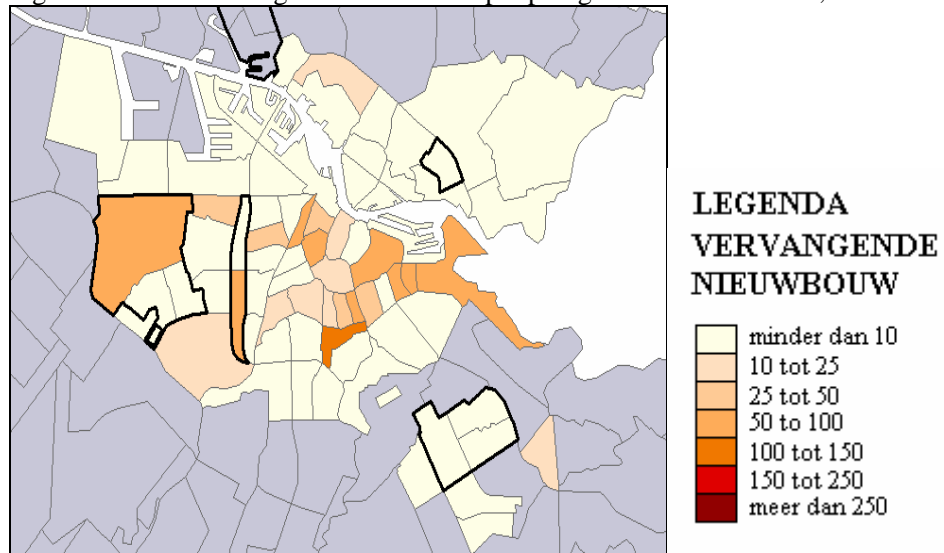 LEGENDA
VERVANGENDE
NIEUWBOUW
minder dan 10
10 tot 25
25 tot 50
50 to 100
100 tot 150
150 tot 250
meer dan 250